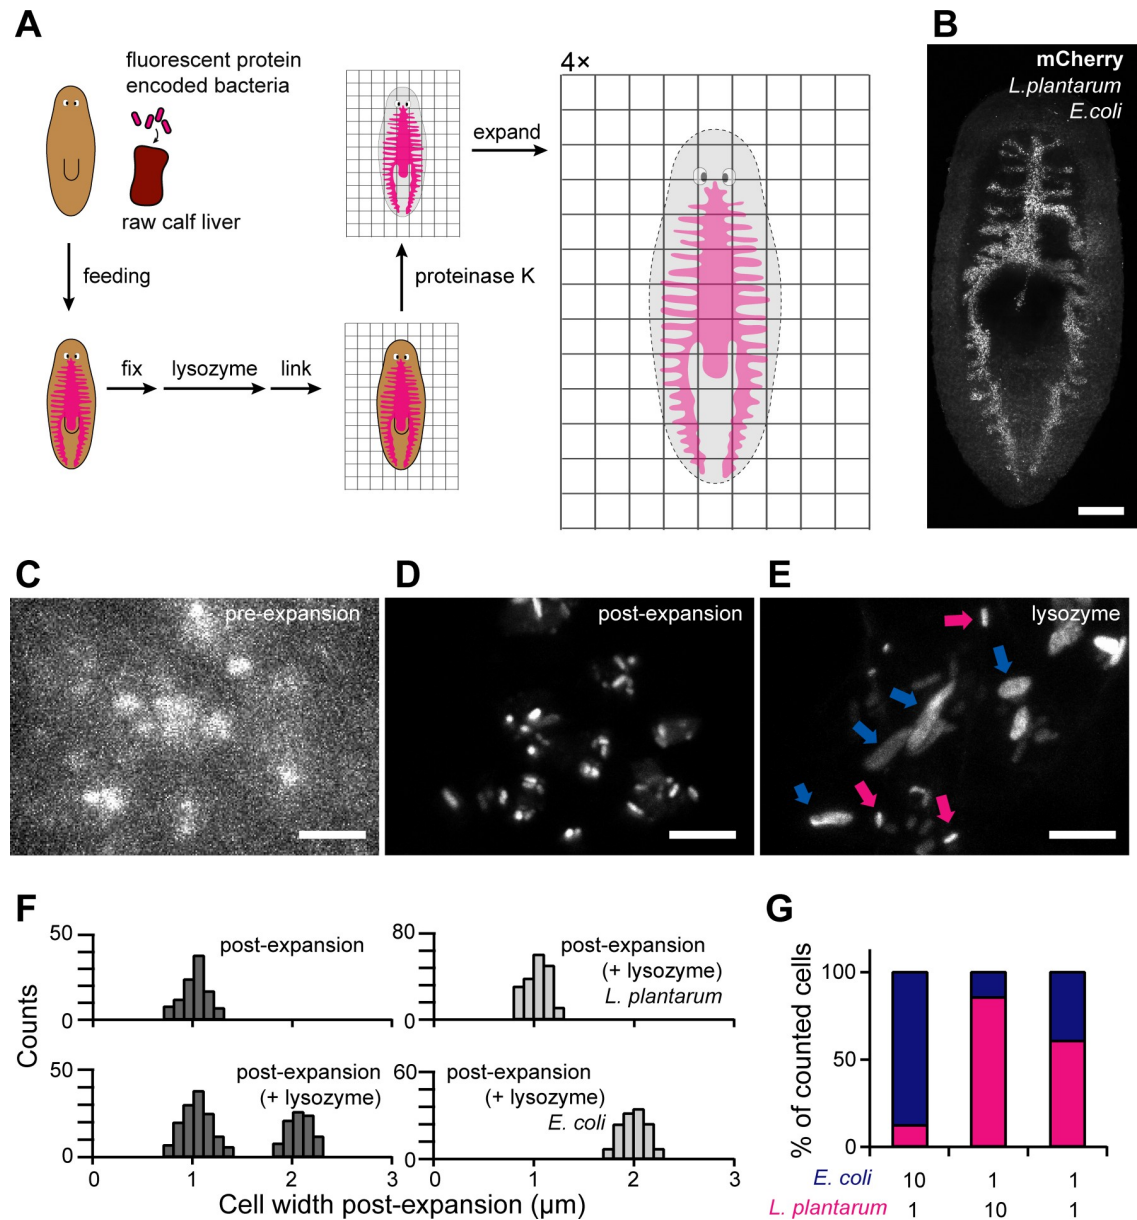 A
fluorescent protein
encoded bacteria
raw calf liver
feeding
fix
lysozyme
link
proteinase K
expand
4×
B
mCherry
L.plantarum
E.coli
C
pre-expansion
D
post-expansion
E
lysozyme
F
Counts
50
0
post-expansion
80
0
post-expansion
(+ lysozyme)
L. plantarum
50
0
post-expansion
(+ lysozyme)
60
0
post-expansion
(+ lysozyme)
E. coli
0 1 2 3
1 2 3
Cell width post-expansion (µm)
G
% of counted cells
100
50
0
E. coli 10 1 1
L. plantarum 1 10 1